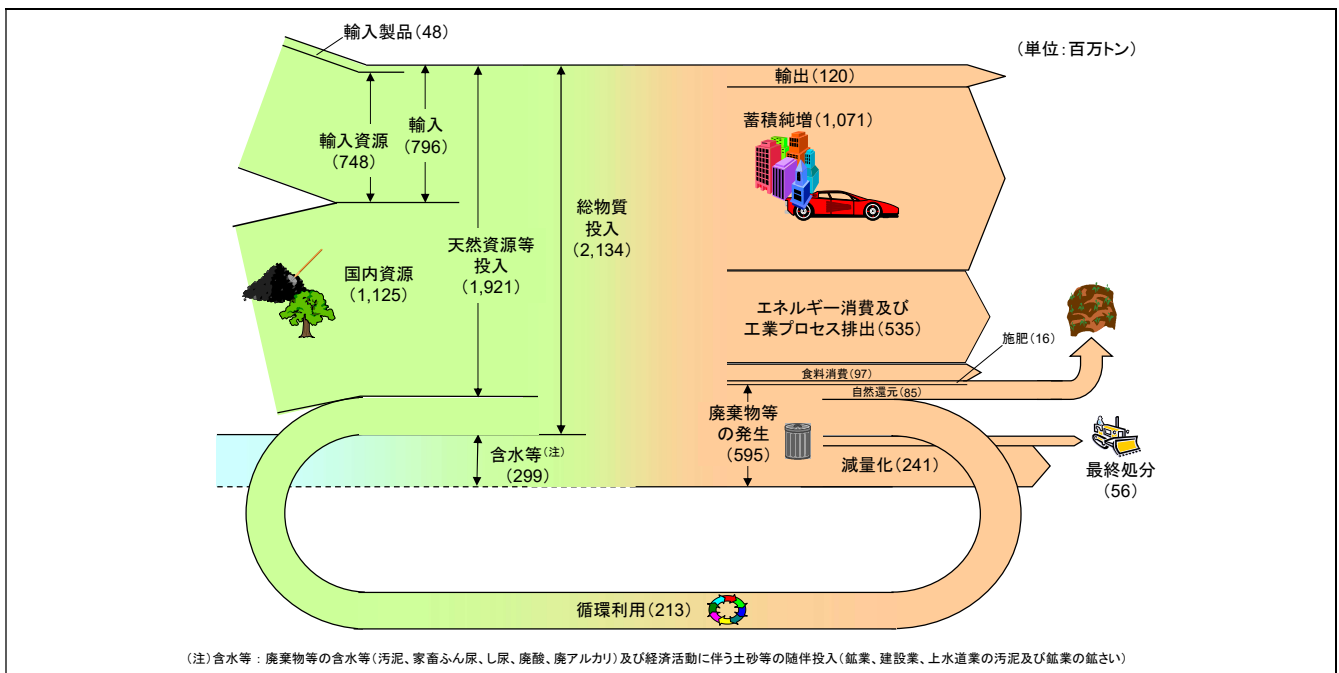 輸入製品(48)
(単位:百万トン)
輸出(120)
蓄積純増(1,071)
輸入
(796)
輸入資源
(748)
総物質
投入
(2,134)
天然資源等
投入
(1,921)
国内資源
(1,125)
エネルギー消費及び
工業プロセス排出(535)
施肥(16)
食料消費(97)
自然還元(85)
廃棄物等
の発生
(595)
含水等(注)
(299)
減量化(241)
最終処分
(56)
循環利用(213)
(注)含水等:廃棄物等の含水等(汚泥、家畜ふん尿、し尿、廃酸、廃アルカリ)及び経済活動に伴う土砂等の随伴投入(鉱業、建設業、上水道業の汚泥及び鉱業の鉱さい)